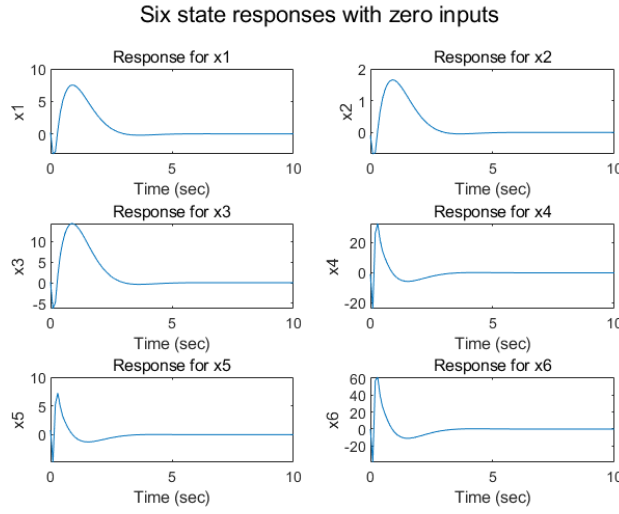 Six state responses with zero inputs
Response for x1
10
0
x1
0
5
10
Time (sec)
Response for x2
2
1
0
x2
0
5
10
Time (sec)
Response for x3
10
5
0
-5
x3
0
5
10
Time (sec)
Response for x4
20
0
-20
x4
0
5
10
Time (sec)
Response for x5
10
0
x5
0
5
10
Time (sec)
Response for x6
60
40
20
0
-20
x6
0
5
10
Time (sec)